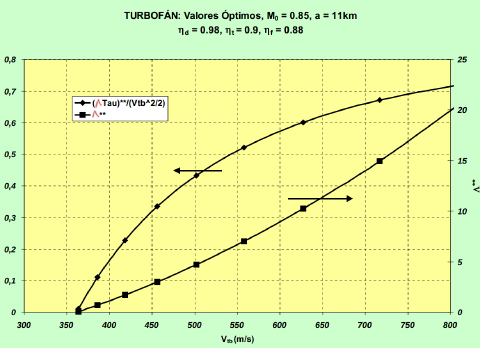 TURBOFÁN: Valores Óptimos, M₀ = 0.85, a = 11km
ηd = 0.98, ηt = 0.9, ηf = 0.88
0,8
0,7
0,6
0,5
0,4
0,3
0,2
0,1
0
(ΛTau)**/(Vtb^2/2)
Λ**
25
20
15
10
5
0
300 350 400 450 500 550 600 650 700 750 800
Vtb (m/s)